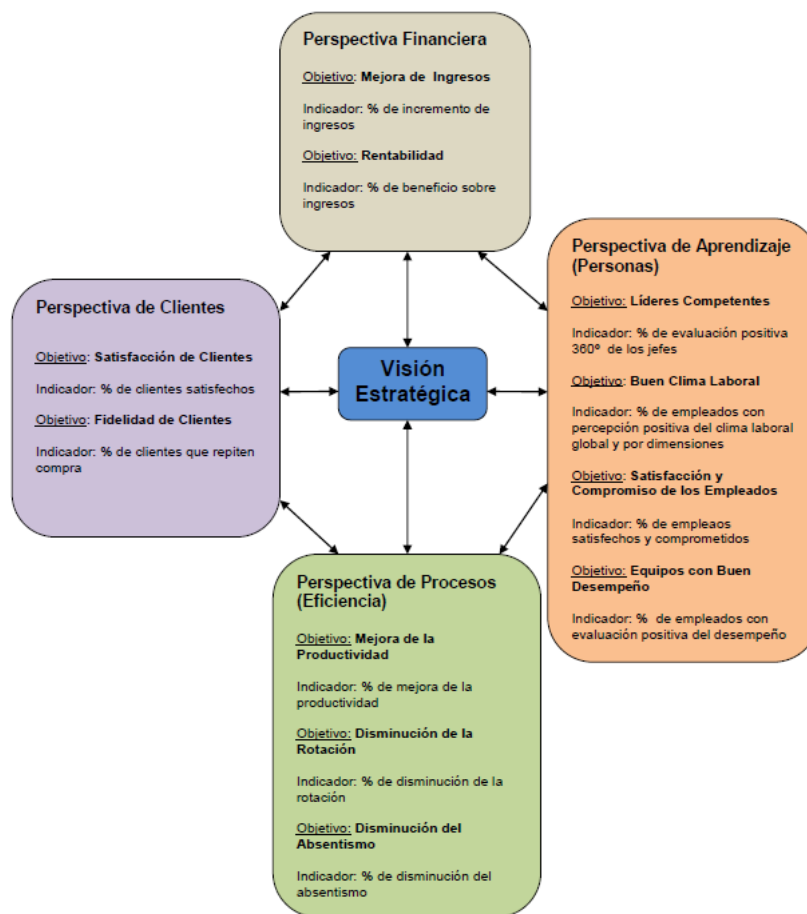 Perspectiva Financiera
Objetivo: Mejora de Ingresos
Indicador: % de incremento de
ingresos
Objetivo: Rentabilidad
Indicador: % de beneficio sobre
ingresos
Perspectiva de Clientes
Objetivo: Satisfacción de Clientes
Indicador: % de clientes satisfechos
Objetivo: Fidelidad de Clientes
Indicador: % de clientes que repiten
compra
Visión
Estratégica
Perspectiva de Aprendizaje
(Personas)
Objetivo: Líderes Competentes
Indicador: % de evaluación positiva
360º de los jefes
Objetivo: Buen Clima Laboral
Indicador: % de empleados con
percepción positiva del clima laboral
global y por dimensiones
Objetivo: Satisfacción y
Compromiso de los Empleados
Indicador: % de empleaos
satisfechos y comprometidos
Objetivo: Equipos con Buen
Desempeño
Indicador: % de empleados con
evaluación positiva del desempeño
Perspectiva de Procesos
(Eficiencia)
Objetivo: Mejora de la
Productividad
Indicador: % de mejora de la
productividad
Objetivo: Disminución de la
Rotación
Indicador: % de disminución de la
rotación
Objetivo: Disminución del
Absentismo
Indicador: % de disminución del
absentismo